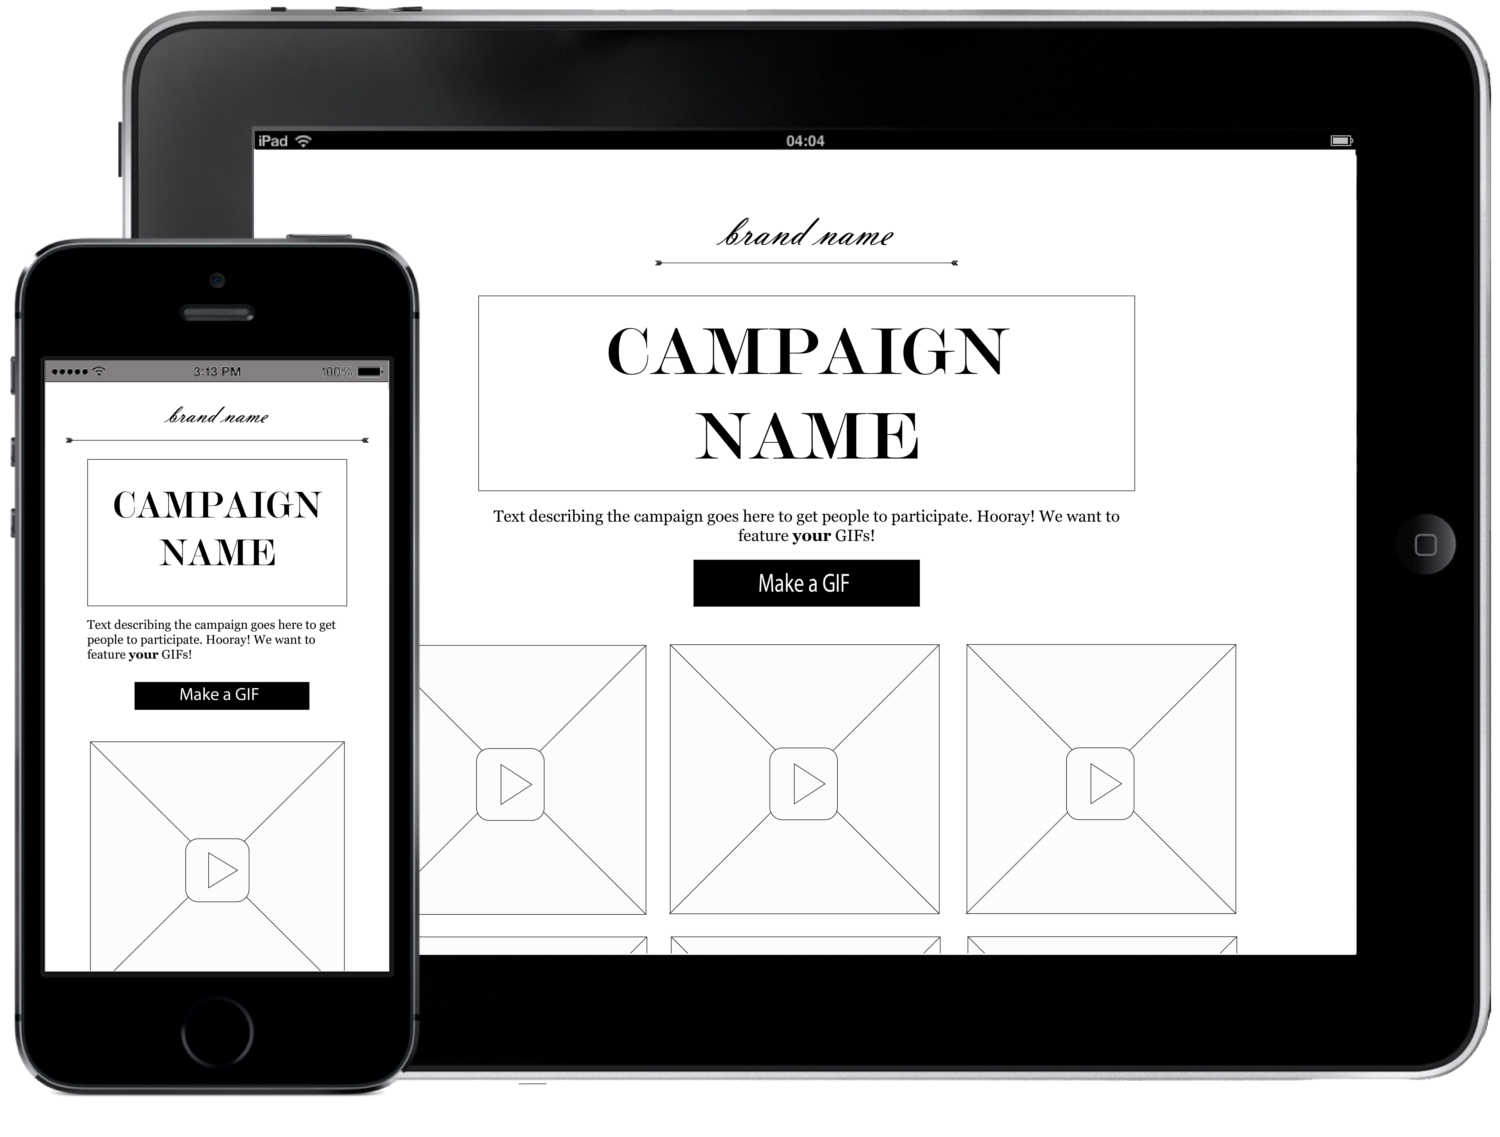 iPad
04:04
brand name
CAMPAIGN
NAME
Text describing the campaign goes here to get people to participate. Hooray! We want to
feature your GIFs!
Make a GIF
3:13 PM
100%
brand name
CAMPAIGN
NAME
Text describing the campaign goes here to get
people to participate. Hooray! We want to
feature your GIFs!
Make a GIF